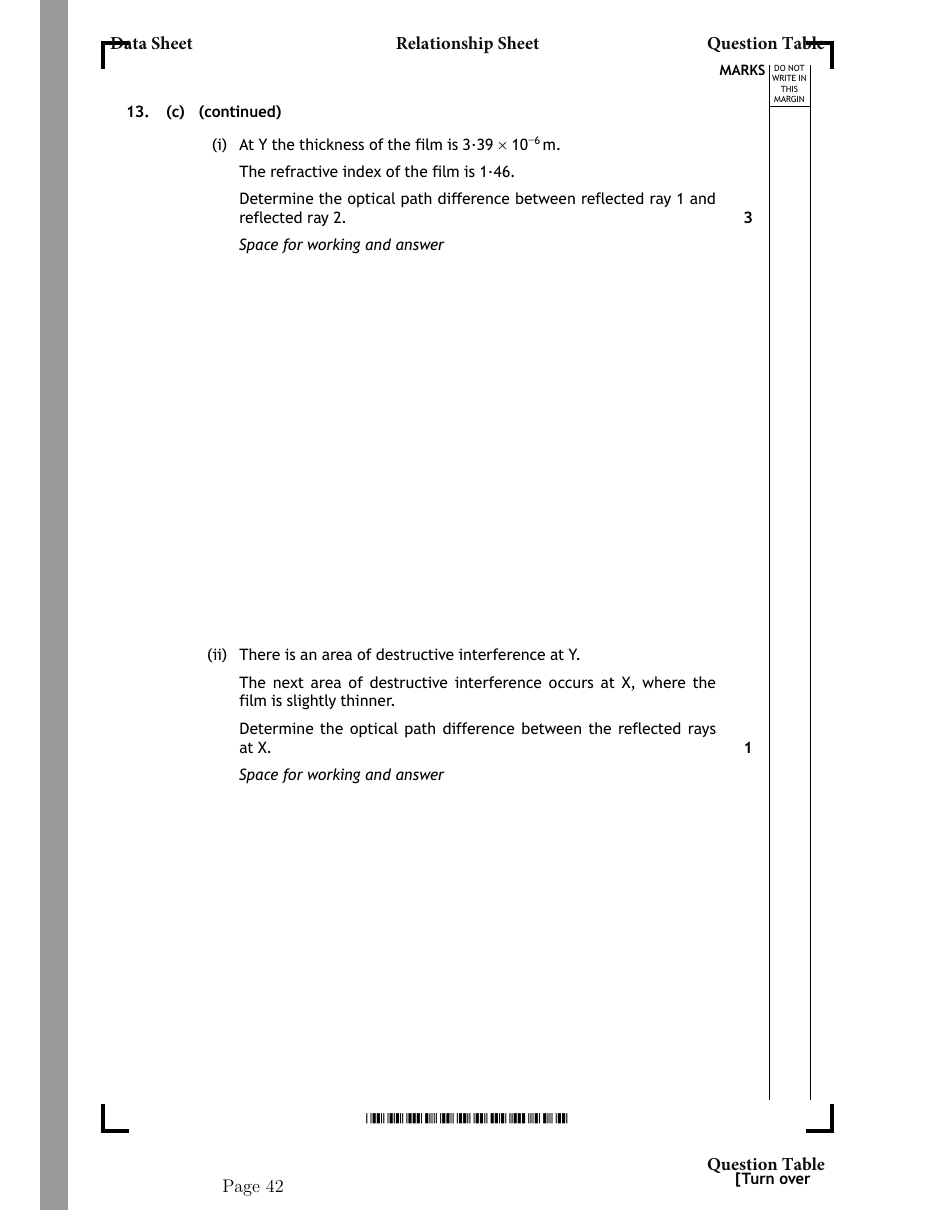 Data Sheet Relationship Sheet Question Table
MARKS
DO NOT
WRITE IN
THIS
MARGIN
13. (c) (continued)
(i) At Y the thickness of the film is 3·39 × 10⁻⁶ m.
The refractive index of the film is 1·46.
Determine the optical path difference between reflected ray 1 and
reflected ray 2. 3
Space for working and answer
(ii) There is an area of destructive interference at Y.
The next area of destructive interference occurs at X, where the
film is slightly thinner.
Determine the optical path difference between the reflected rays
at X. 1
Space for working and answer
Question Table
[Turn over
Page 42